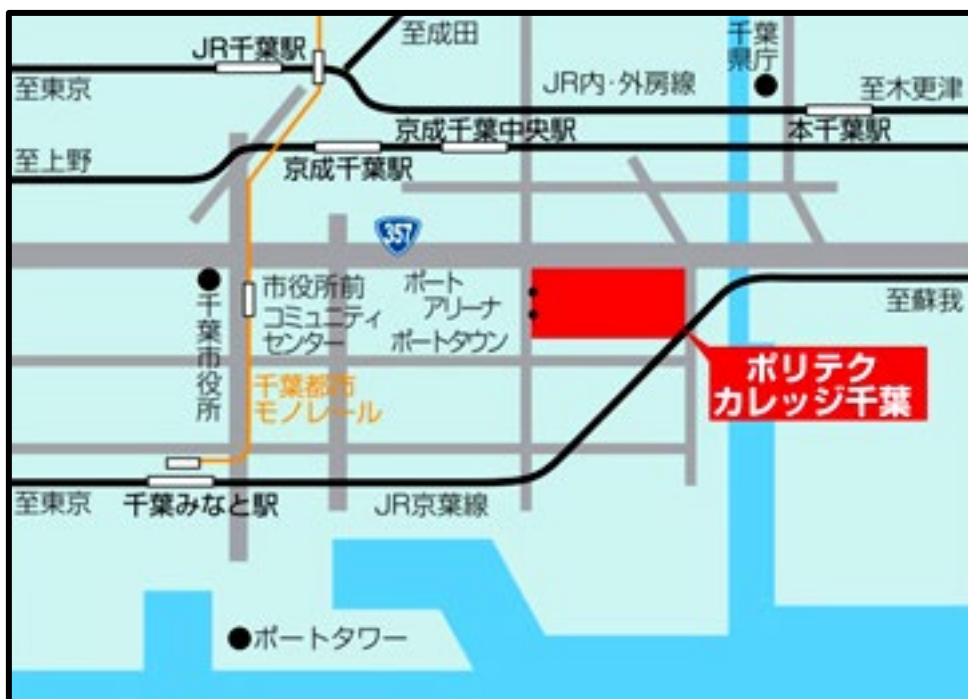 JR千葉駅
至成田
千葉
県庁
至東京
JR内・外房線
至木更津
京成千葉中央駅
本千葉駅
至上野
京成千葉駅
357
千葉市役所
市役所前
コミュニティ
センター
ポート
アリーナ
ポートタウン
至蘇我
ポリテク
カレッジ千葉
千葉都市
モノレール
至東京
千葉みなと駅
JR京葉線
ポートタワー